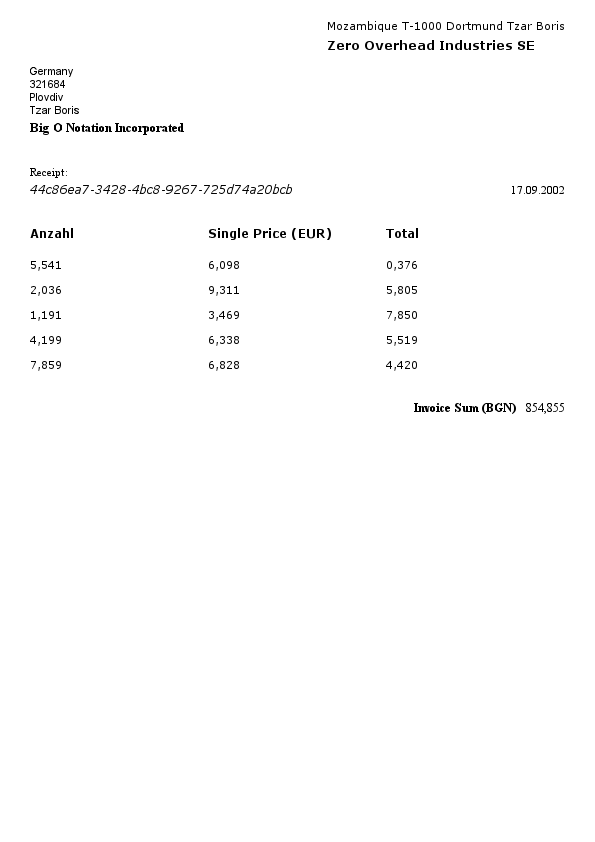 Mozambique T-1000 Dortmund Tzar Boris
Zero Overhead Industries SE
Germany
321684
Plovdiv
Tzar Boris
Big O Notation Incorporated
Receipt:
44c86ea7-3428-4bc8-9267-725d74a20bcb 17.09.2002
Anzahl Single Price (EUR) Total
5,541 6,098 0,376
2,036 9,311 5,805
1,191 3,469 7,850
4,199 6,338 5,519
7,859 6,828 4,420
Invoice Sum (BGN) 854,855